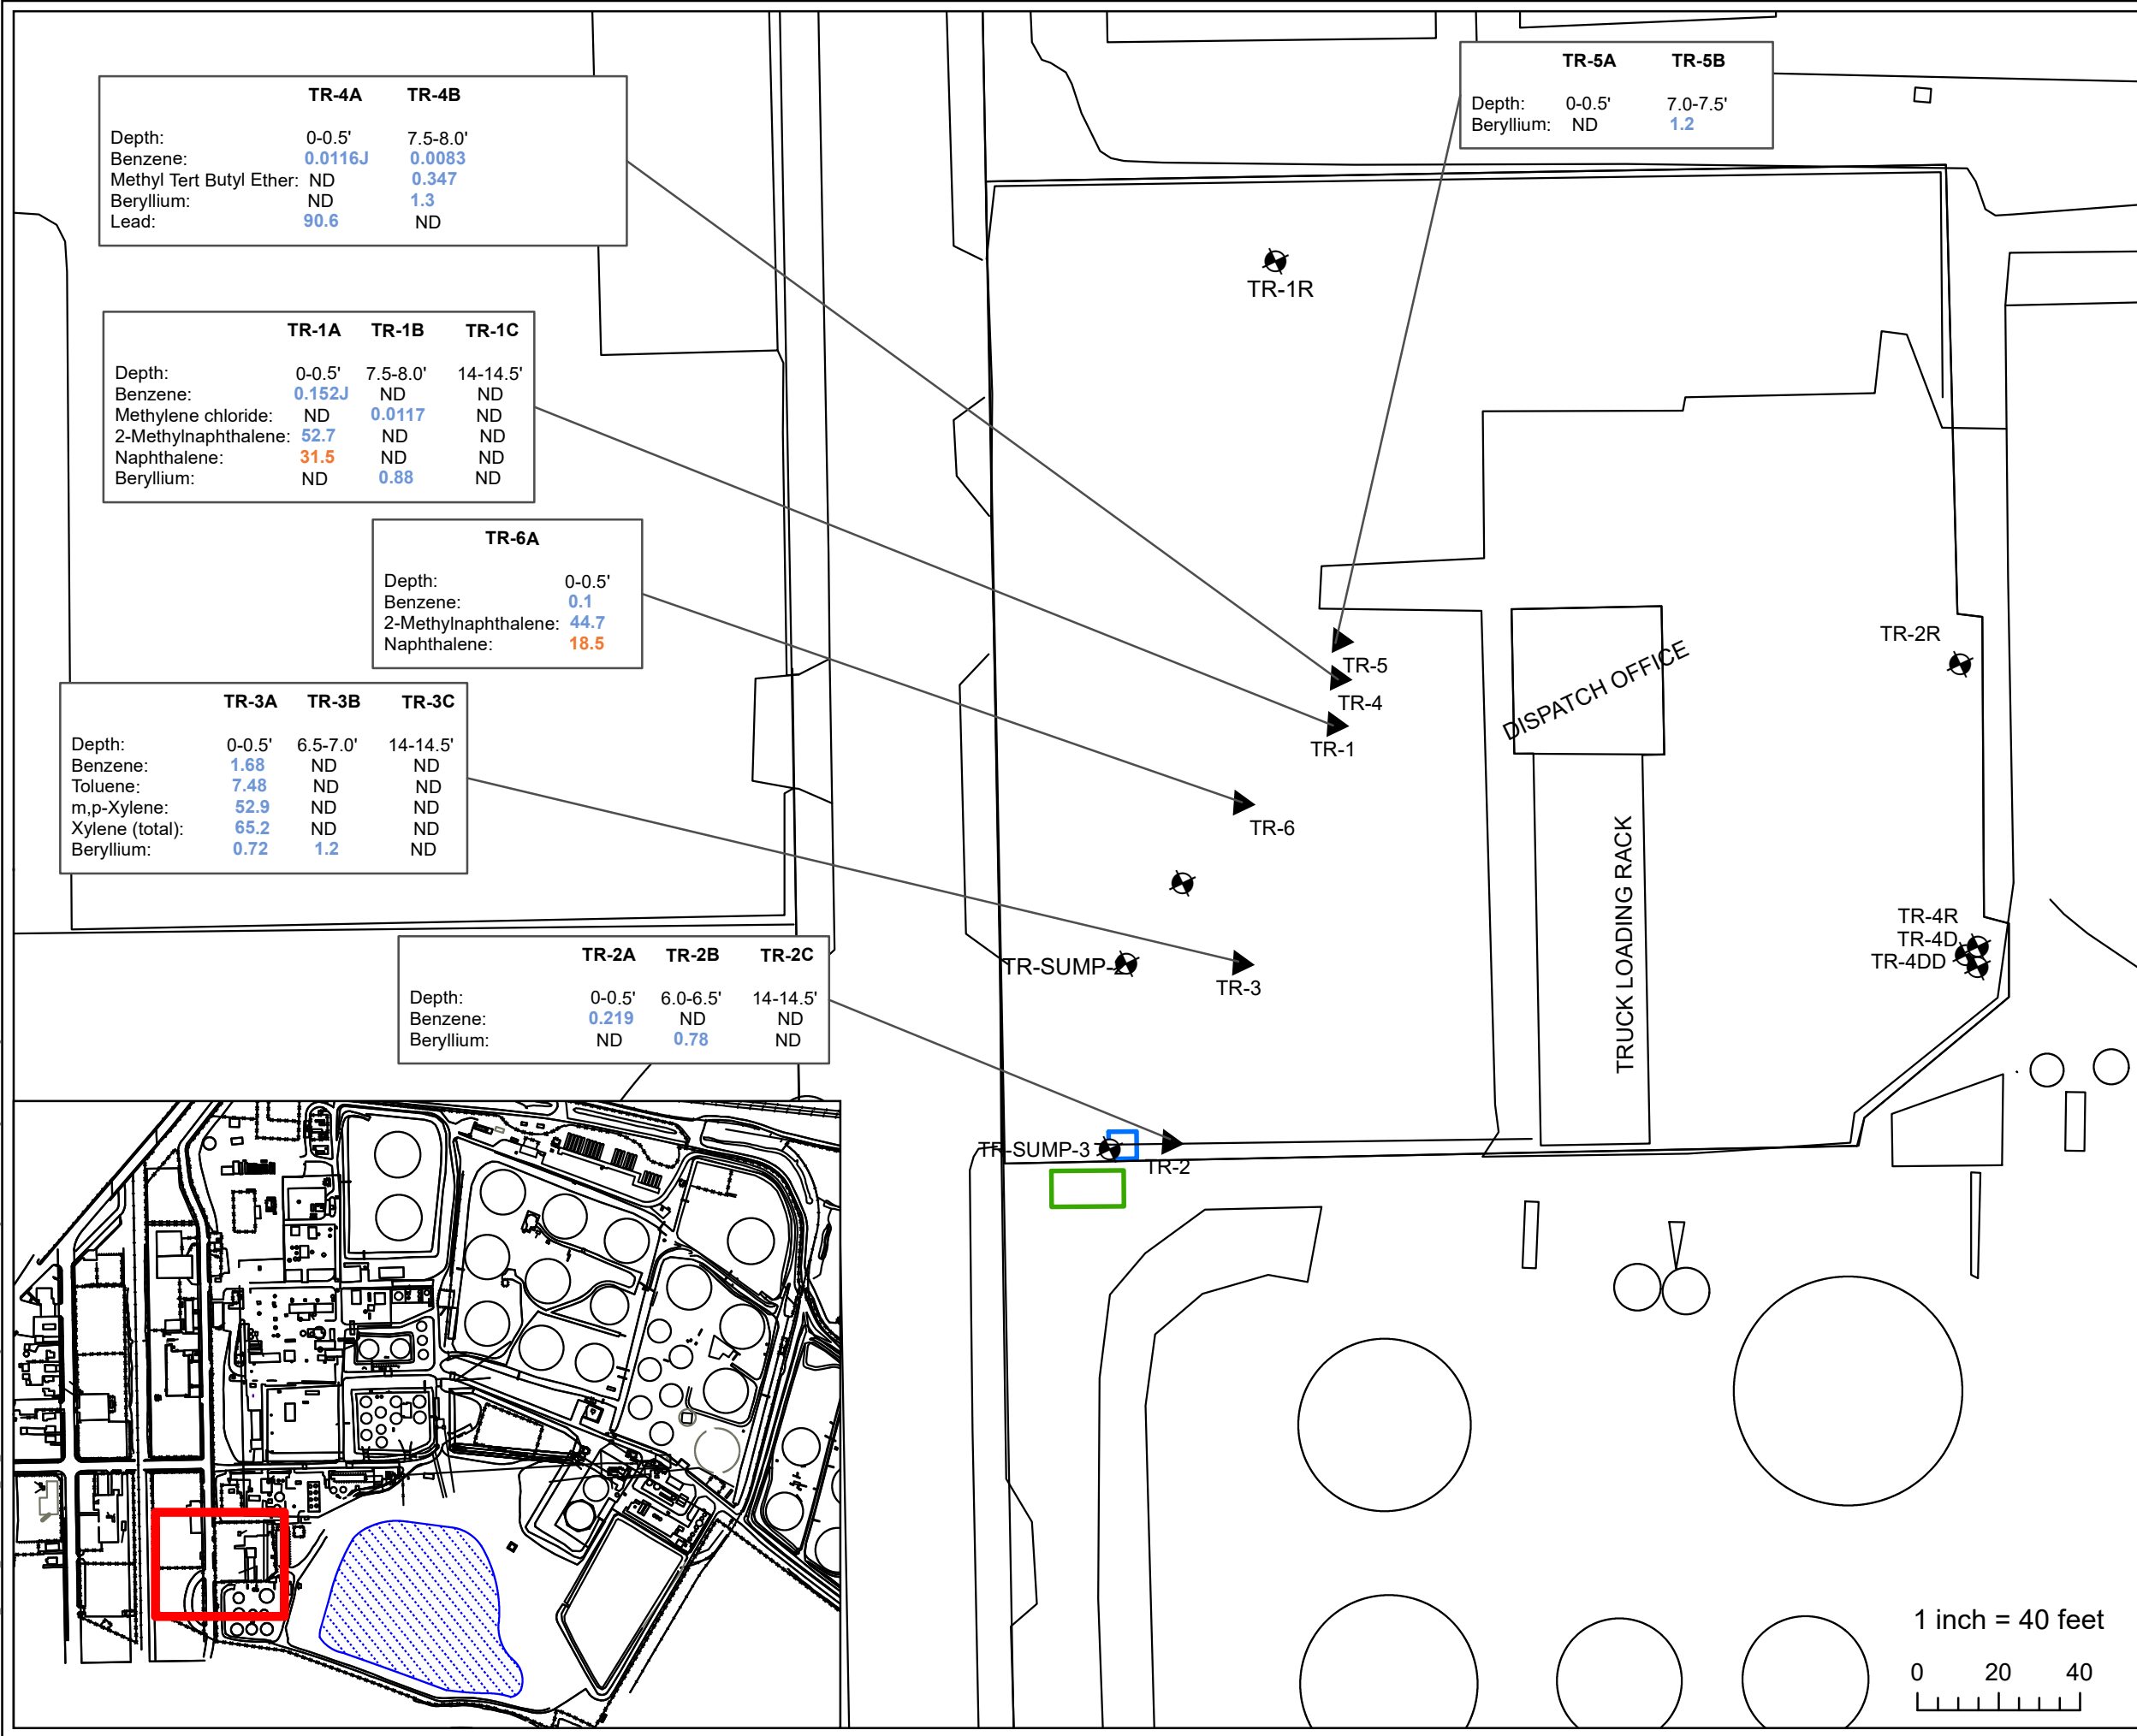 TR-4A TR-4B
Depth: 0-0.5' 7.5-8.0'
Benzene: 0.0116J 0.0083
Methyl Tert Butyl Ether: ND 0.347
Beryllium: ND 1.3
Lead: 90.6 ND
TR-5A TR-5B
Depth: 0-0.5' 7.0-7.5'
Beryllium: ND 1.2
TR-1R
TR-1A TR-1B TR-1C
Depth: 0-0.5' 7.5-8.0' 14-14.5'
Benzene: 0.152J ND ND
Methylene chloride: ND 0.0117 ND
2-Methylnaphthalene: 52.7 ND ND
Naphthalene: 31.5 ND ND
Beryllium: ND 0.88 ND
TR-6A
Depth: 0-0.5'
Benzene: 0.1
2-Methylnaphthalene: 44.7
Naphthalene: 18.5
TR-3A TR-3B TR-3C
Depth: 0-0.5' 6.5-7.0' 14-14.5'
Benzene: 1.68 ND ND
Toluene: 7.48 ND ND
m,p-Xylene: 52.9 ND ND
Xylene (total): 65.2 ND ND
Beryllium: 0.72 1.2 ND
TR-2A TR-2B TR-2C
Depth: 0-0.5' 6.0-6.5' 14-14.5'
Benzene: 0.219 ND ND
Beryllium: ND 0.78 ND
TR-5
TR-4
TR-1
TR-6
TR-2R
DISPATCH OFFICE
TRUCK LOADING RACK
TR-4R
TR-4D
TR-4DD
TR-SUMP-2
TR-3
TR-SUMP-3
TR-2
1 inch = 40 feet
0 20 40